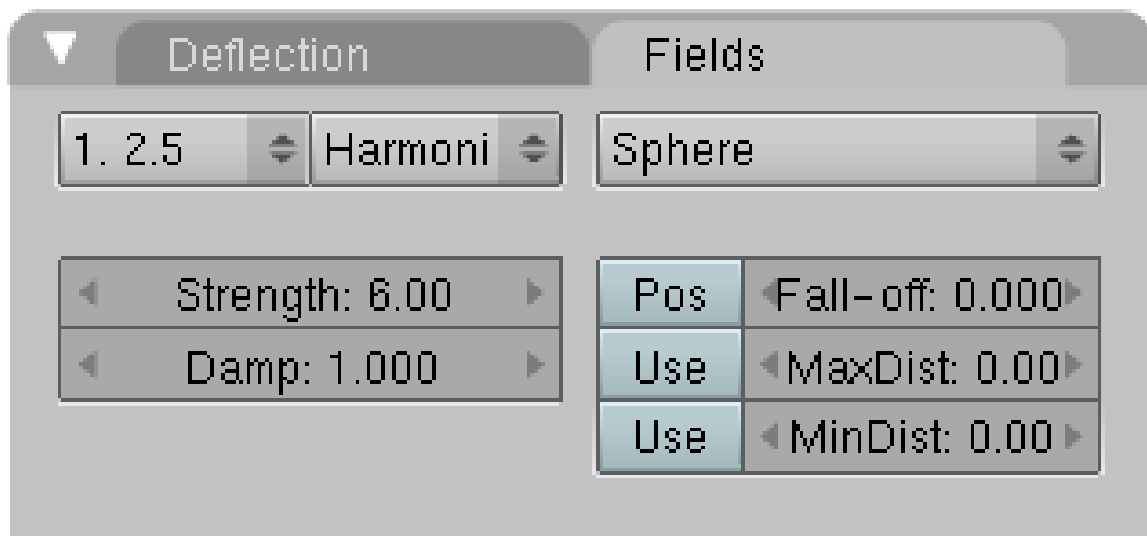 Deflection Fields
1. 2.5 Harmoni Sphere
Strength: 6.00 Pos Fall-off: 0.000
Damp: 1.000 Use MaxDist: 0.00
Use MinDist: 0.00